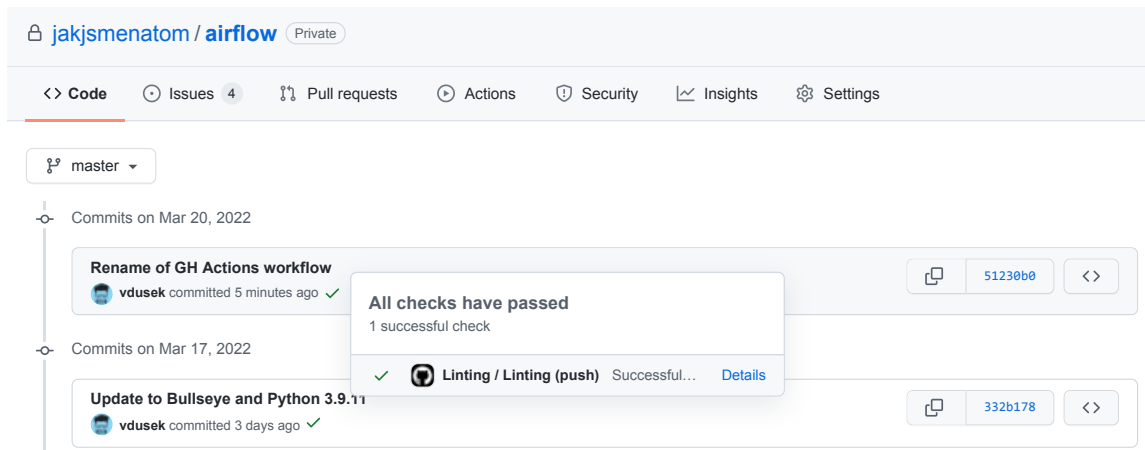 jakjsmenatom / airflow Private
Code Issues 4 Pull requests Actions Security Insights Settings
master
Commits on Mar 20, 2022
Rename of GH Actions workflow
vdusek committed 5 minutes ago
51230b0
All checks have passed
1 successful check
Linting / Linting (push) Successful… Details
Commits on Mar 17, 2022
Update to Bullseye and Python 3.9.11
vdusek committed 3 days ago
332b178